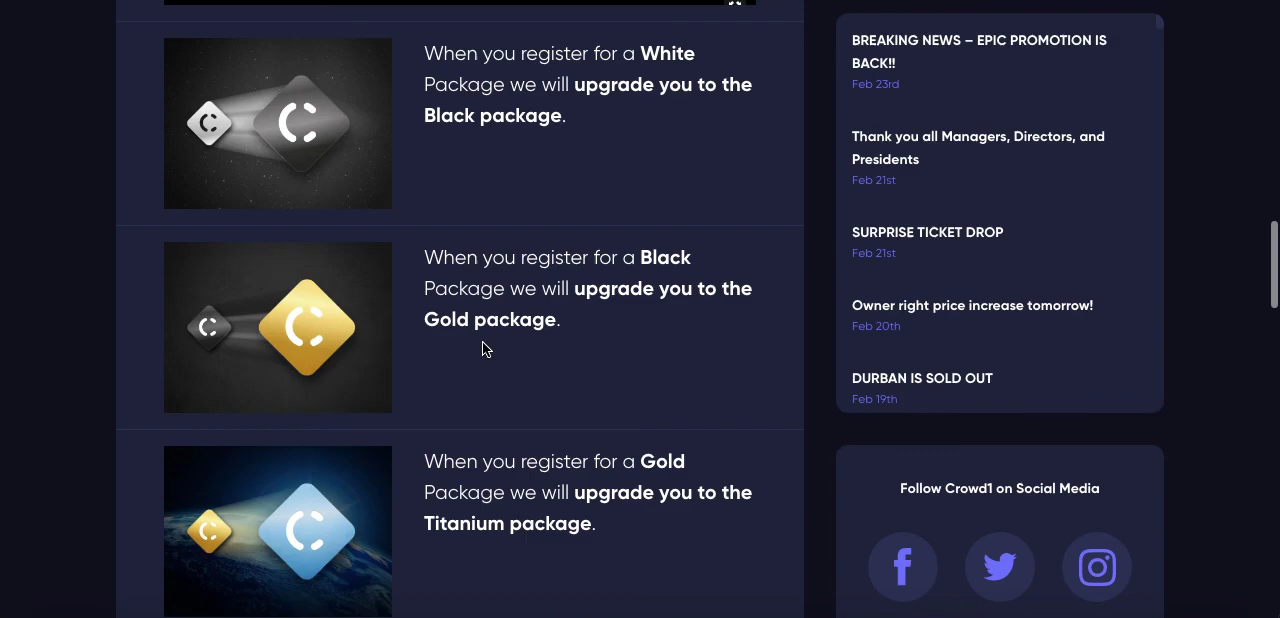 When you register for a White
Package we will upgrade you to the
Black package.
When you register for a Black
Package we will upgrade you to the
Gold package.
When you register for a Gold
Package we will upgrade you to the
Titanium package.
BREAKING NEWS – EPIC PROMOTION IS
BACK!!
Feb 23rd
Thank you all Managers, Directors, and
Presidents
Feb 21st
SURPRISE TICKET DROP
Feb 21st
Owner right price increase tomorrow!
Feb 20th
DURBAN IS SOLD OUT
Feb 19th
Follow Crowd1 on Social Media